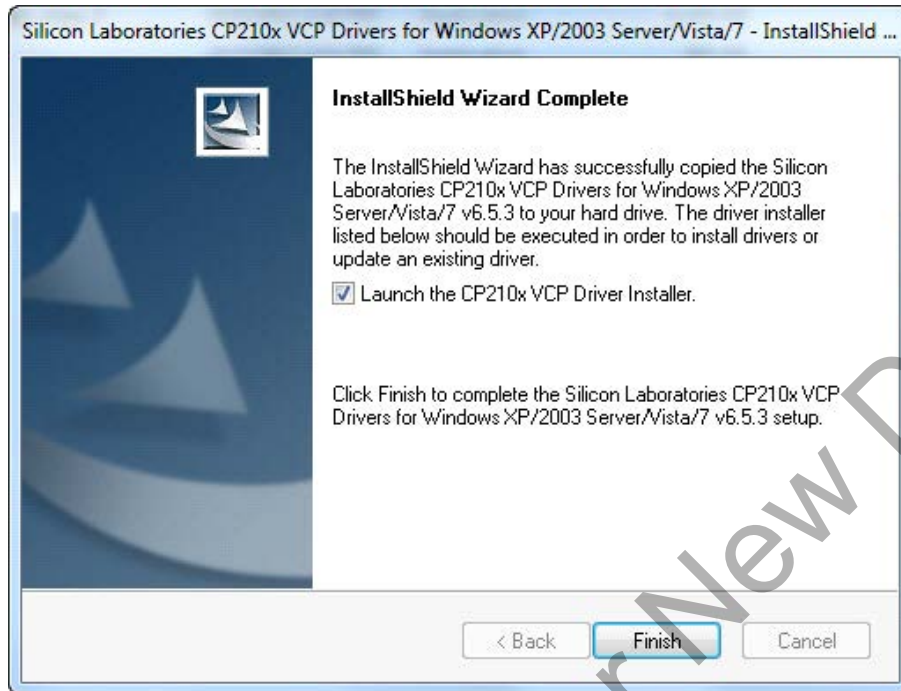 Silicon Laboratories CP210x VCP Drivers for Windows XP/2003 Server/Vista/7 - InstallShield ...
InstallShield Wizard Complete
The InstallShield Wizard has successfully copied the Silicon
Laboratories CP210x VCP Drivers for Windows XP/2003
Server/Vista/7 v6.5.3 to your hard drive. The driver installer
listed below should be executed in order to install drivers or
update an existing driver.
Launch the CP210x VCP Driver Installer.
Click Finish to complete the Silicon Laboratories CP210x VCP
Drivers for Windows XP/2003 Server/Vista/7 v6.5.3 setup.
< Back
Finish
Cancel
r New D